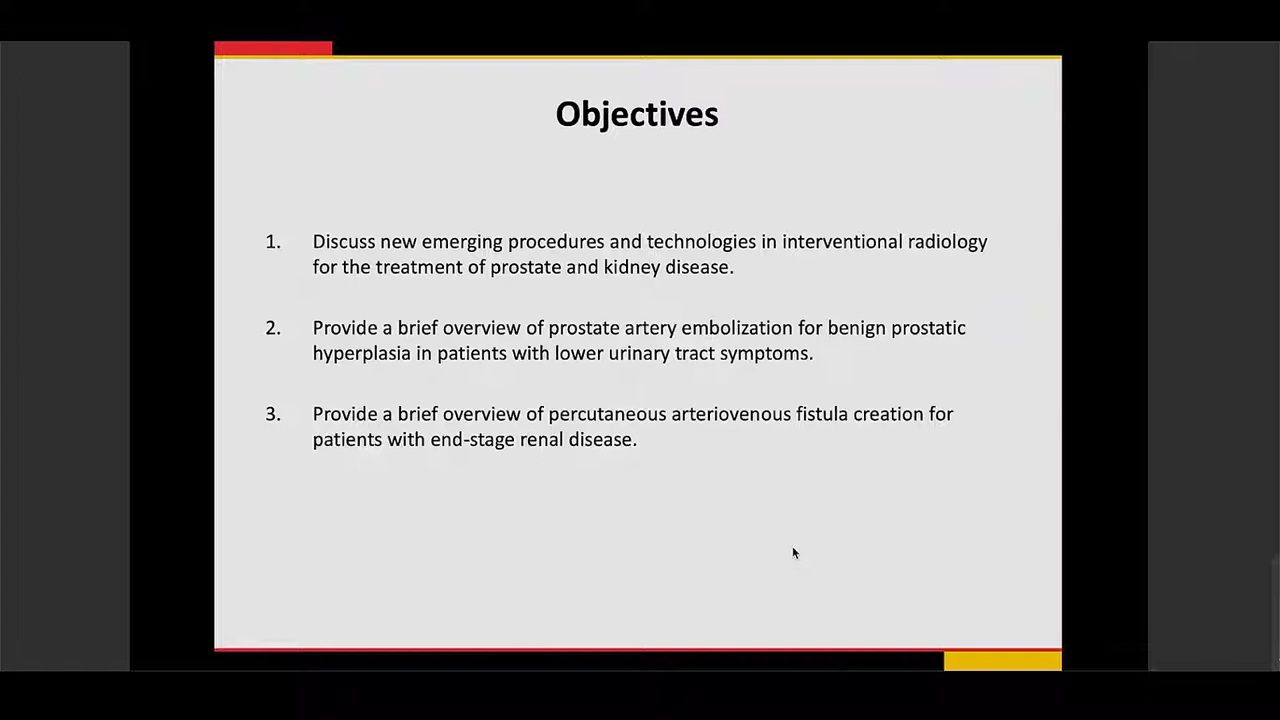 Objectives
1. Discuss new emerging procedures and technologies in interventional radiology
for the treatment of prostate and kidney disease.
2. Provide a brief overview of prostate artery embolization for benign prostatic
hyperplasia in patients with lower urinary tract symptoms.
3. Provide a brief overview of percutaneous arteriovenous fistula creation for
patients with end-stage renal disease.